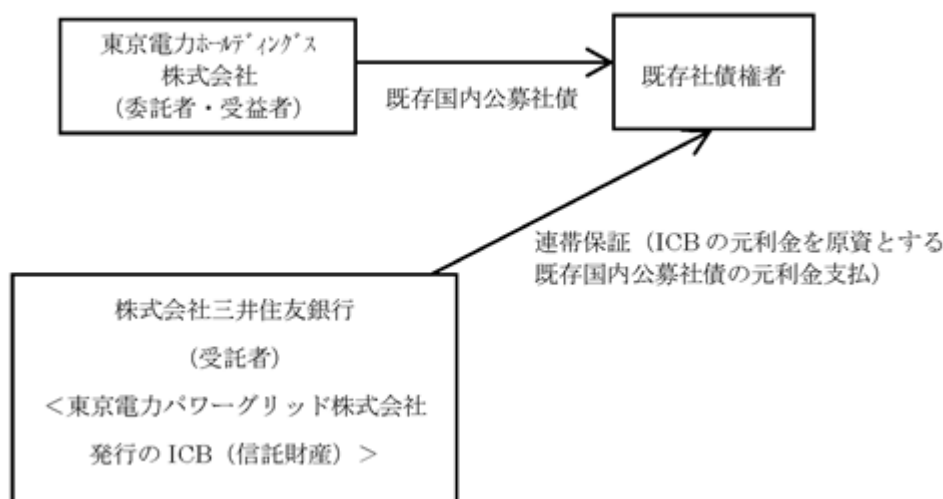 東京電力ﾎｰﾙﾃﾞｨﾝｸﾞｽ
株式会社
（委託者・受益者）
既存国内公募社債
既存社債権者
連帯保証（ICB の元利金を原資とする
既存国内公募社債の元利金支払）
株式会社三井住友銀行
（受託者）
＜東京電力パワーグリッド株式会社
発行の ICB（信託財産）＞